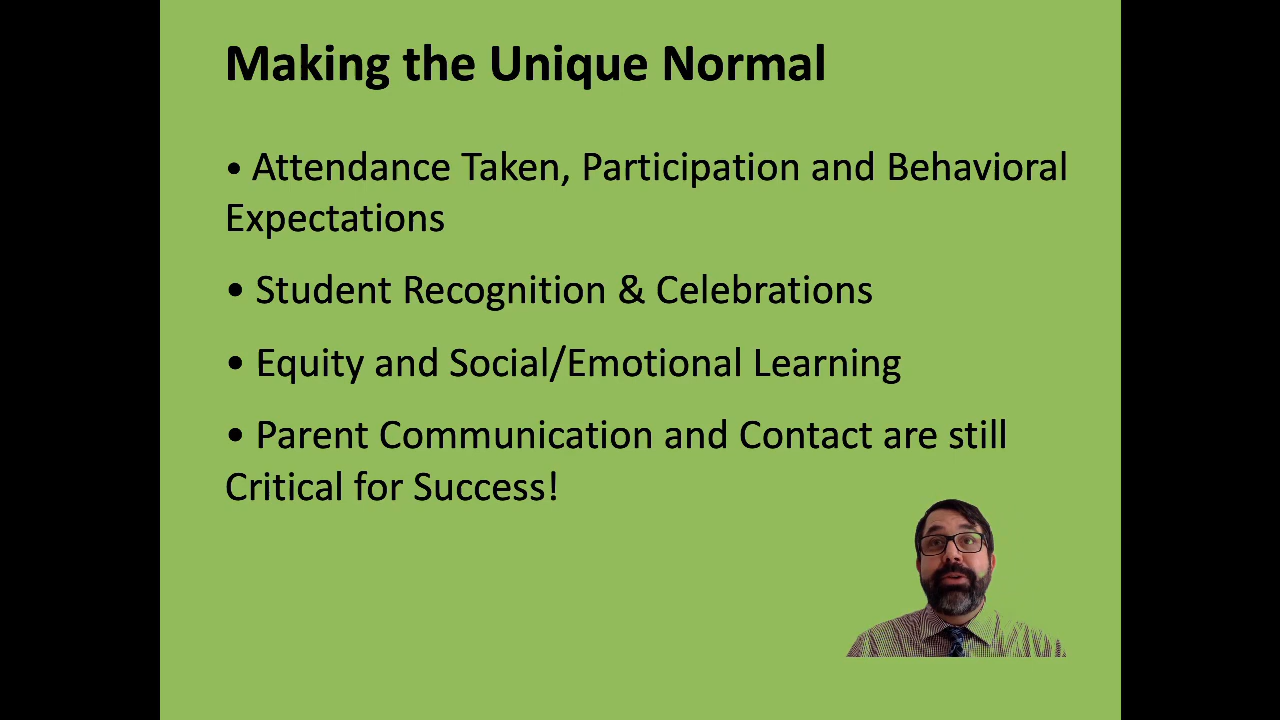 Making the Unique Normal
• Attendance Taken, Participation and Behavioral
Expectations
• Student Recognition & Celebrations
• Equity and Social/Emotional Learning
• Parent Communication and Contact are still
Critical for Success!